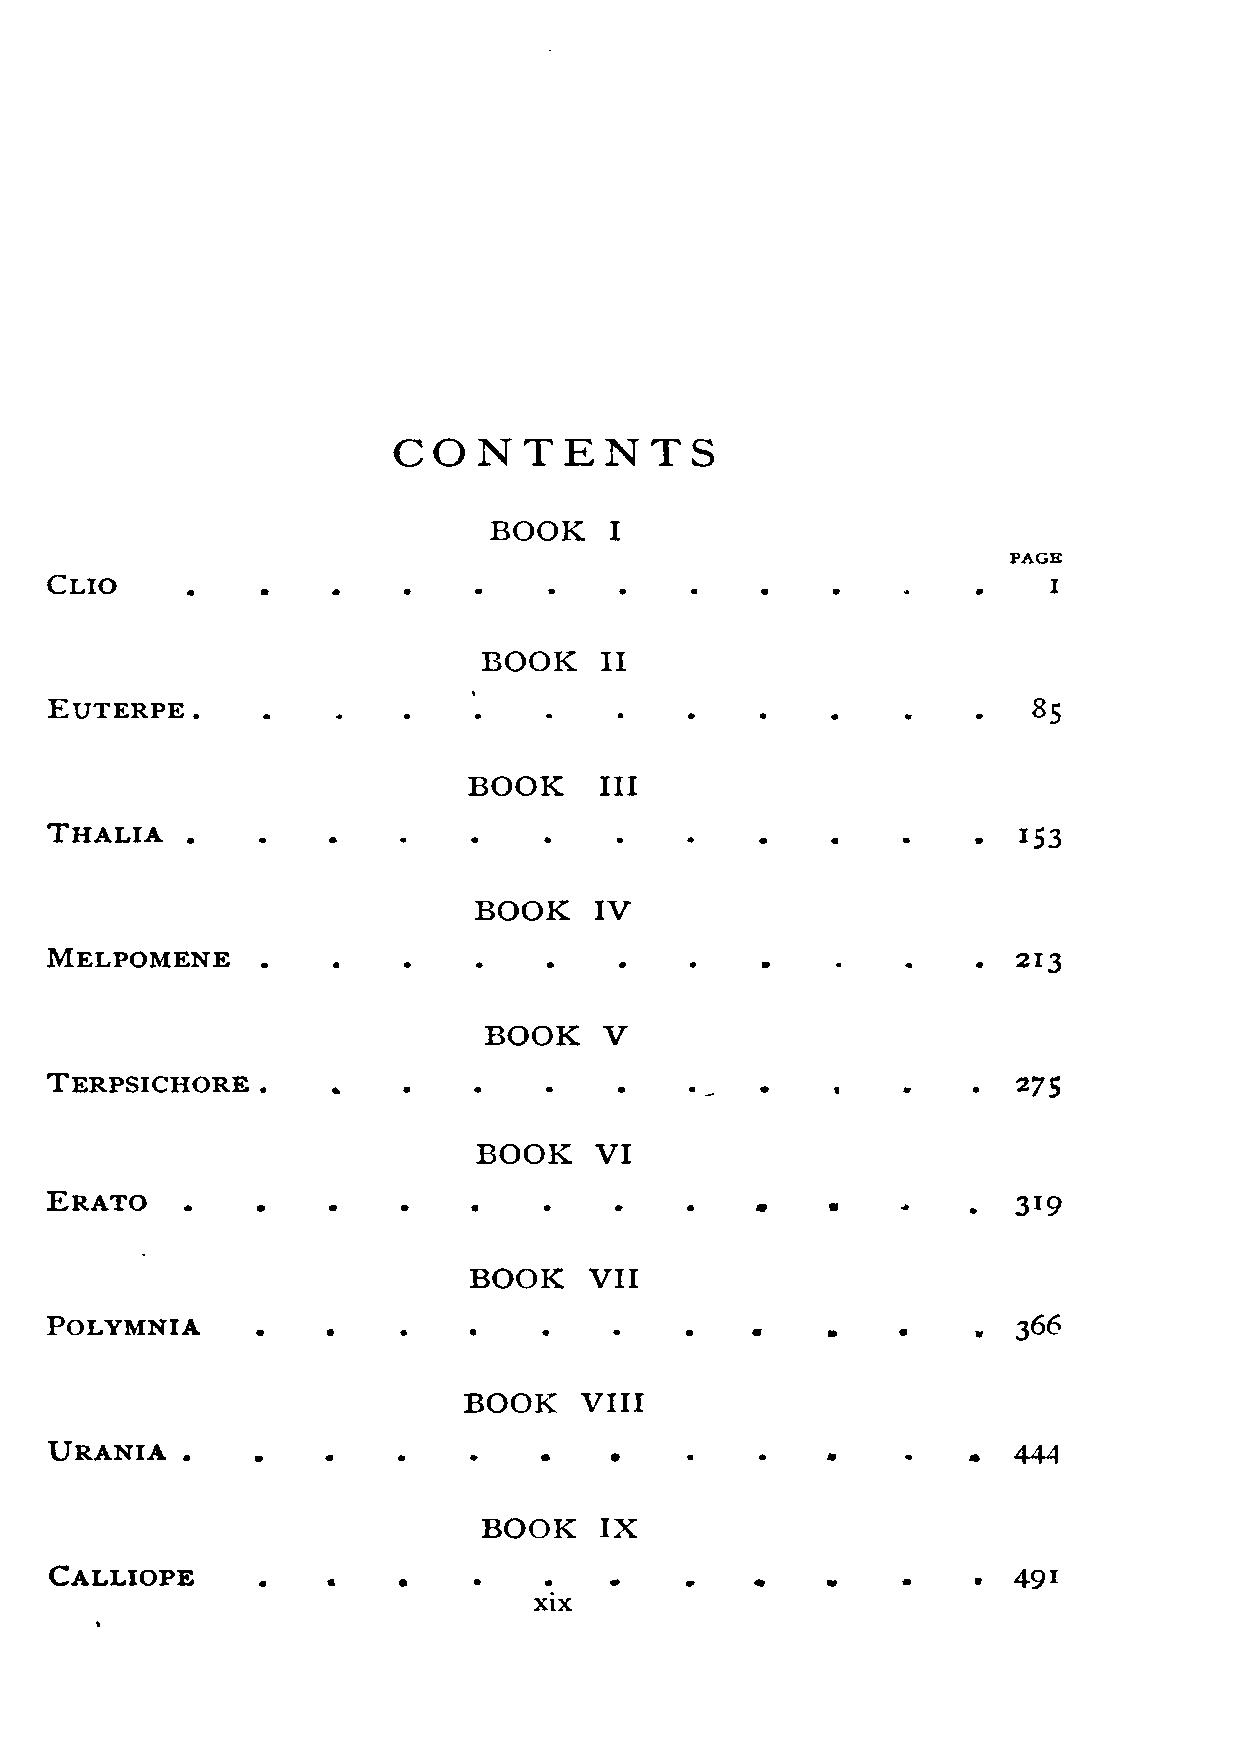 CONTENTS
BOOK I
PAGE
CLIO . . . . . . . . . . . . 1
BOOK II
EUTERPE . . . . . . . . . . . . 85
BOOK III
THALIA . . . . . . . . . . . . 153
BOOK IV
MELPOMENE . . . . . . . . . . . 213
BOOK V
TERPSICHORE . . . . . . . . . . . 275
BOOK VI
ERATO . . . . . . . . . . . . 319
BOOK VII
POLYMNIA . . . . . . . . . . . 366
BOOK VIII
URANIA . . . . . . . . . . . . 444
BOOK IX
CALLIOPE . . . . . . . . . . . 491
xix